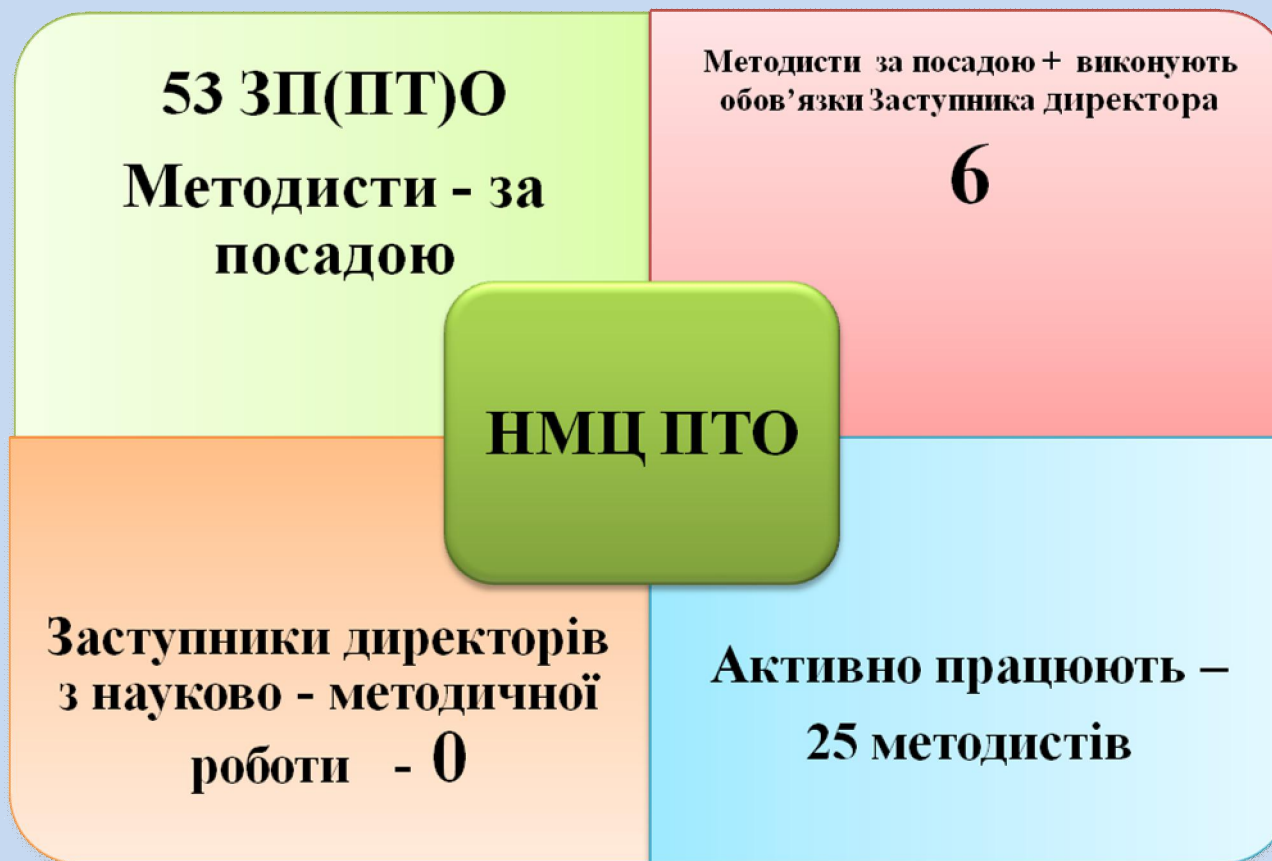 53 ЗП(ПТ)О
Методисти - за
посадою
Методисти за посадою + виконують
обов’язки Заступника директора
6
НМЦ ПТО
Заступники директорів
з науково - методичної
роботи - 0
Активно працюють –
25 методистів